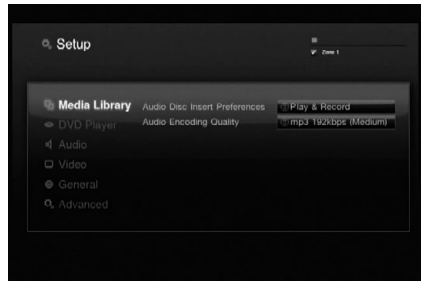 Setup
Zone 1
Media Library
Audio Disc Insert Preferences
Play & Record
Audio Encoding Quality
mp3 192kbps (Medium)
DVD Player
Audio
Video
General
Advanced